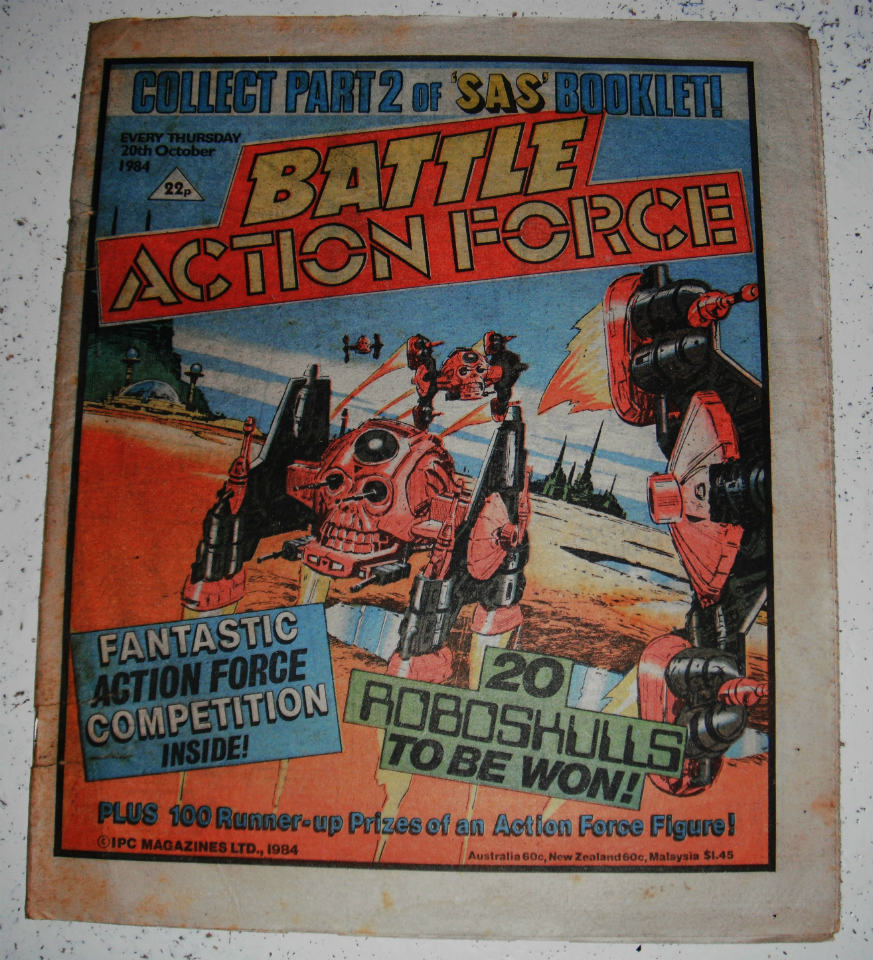 COLLECT PART 2 OF 'SAS' BOOKLET!
EVERY THURSDAY
20th October
1984
22p
BATTLE
ACTION FORCE
FANTASTIC
ACTION FORCE
COMPETITION
INSIDE!
20
ROBOSKULLS
TO BE WON!
PLUS 100 Runner-up Prizes of an Action Force Figure!
©IPC MAGAZINES LTD., 1984
Australia 60c, New Zealand 60c, Malaysia $1.45